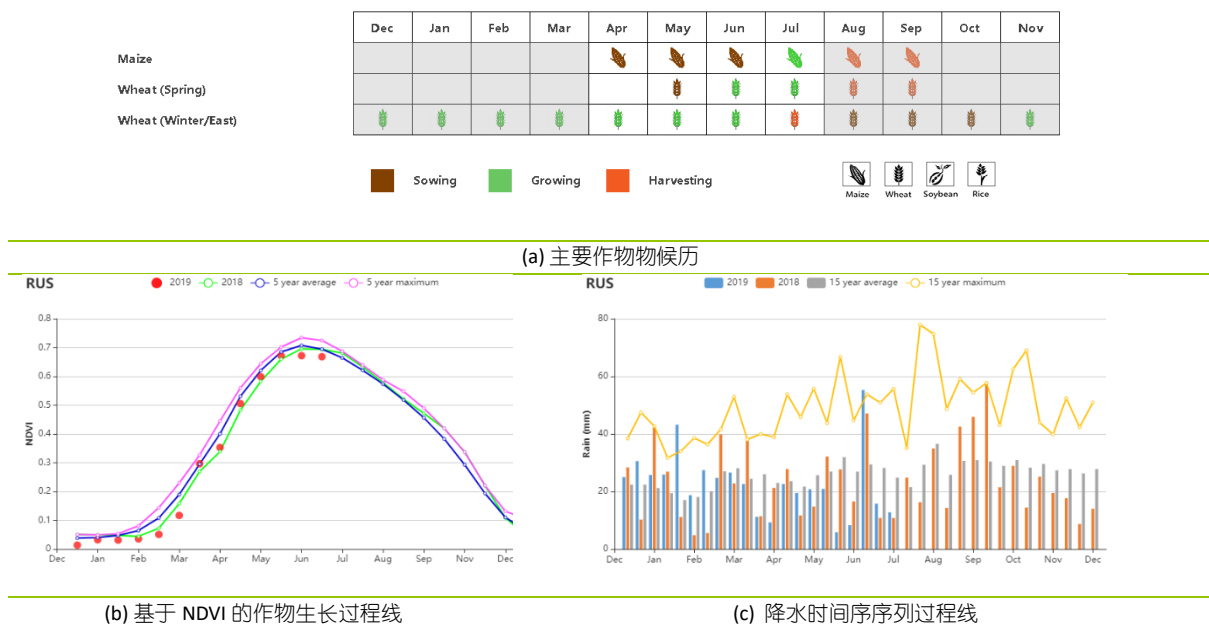 Dec Jan Feb Mar Apr May Jun Jul Aug Sep Oct Nov
Maize
Wheat (Spring)
Wheat (Winter/East)
Sowing Growing Harvesting
Maize Wheat Soybean Rice
(a) 主要作物物候历
RUS
2019 2018 5 year average 5 year maximum
0.8
0.7
0.6
0.5
0.4
0.3
0.2
0.1
0
NDVI
Dec Jan Feb Mar Apr May Jun Jul Aug Sep Oct Nov Dec
RUS
2019 2018 15 year average 15 year maximum
80
60
40
20
0
Rain (mm)
Dec Jan Feb Mar Apr May Jun Jul Aug Sep Oct Nov Dec
(b) 基于 NDVI 的作物生长过程线
(c) 降水时间序序列过程线